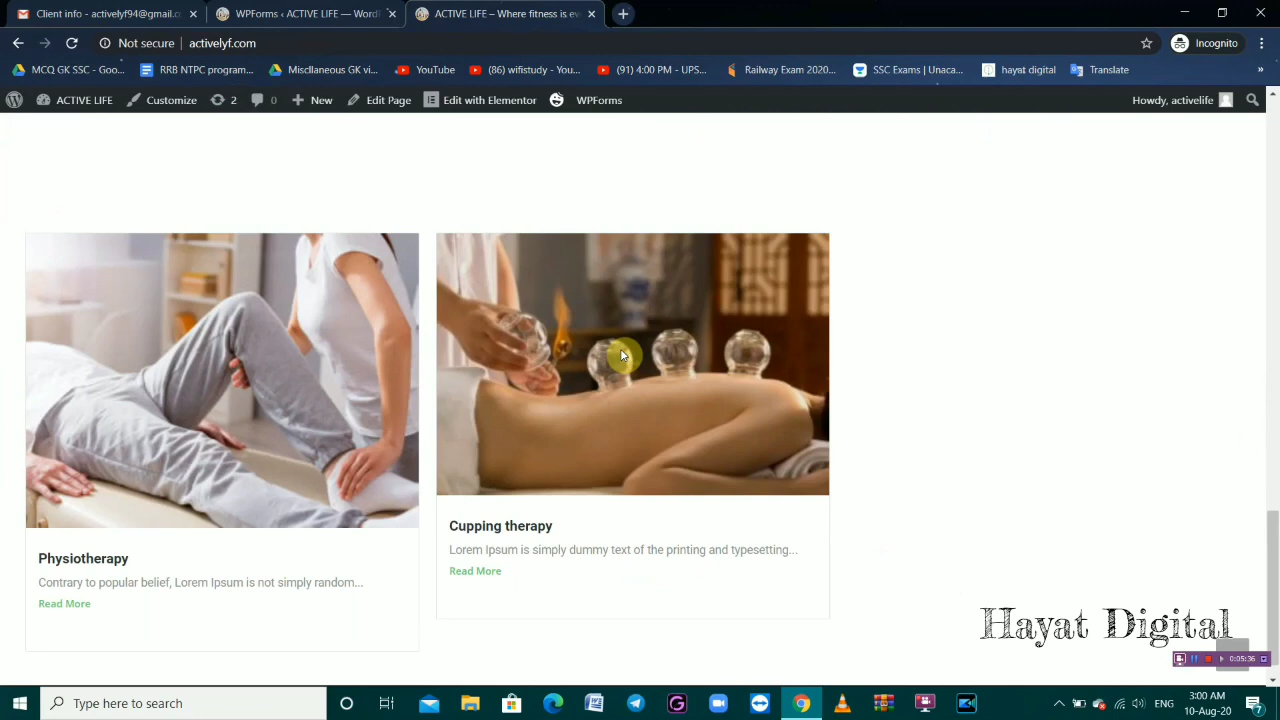 Client info - activelyf94@gmail.c
WPForms ‹ ACTIVE LIFE — Word
ACTIVE LIFE – Where fitness is ev
Not secure | activelyf.com
Incognito
MCQ GK SSC - Goo...
RRB NTPC program...
Miscllaneous GK vi...
YouTube
(86) wifistudy - You...
(91) 4:00 PM - UPS...
Railway Exam 2020...
SSC Exams | Unaca...
hayat digital
Translate
»
ACTIVE LIFE
Customize
2
0
New
Edit Page
Edit with Elementor
WPForms
Howdy, activelife
Physiotherapy
Contrary to popular belief, Lorem Ipsum is not simply random...
Read More
Cupping therapy
Lorem Ipsum is simply dummy text of the printing and typesetting...
Read More
Hayat Digital
0:05:36
Type here to search
ENG
3:00 AM
10-Aug-20
7